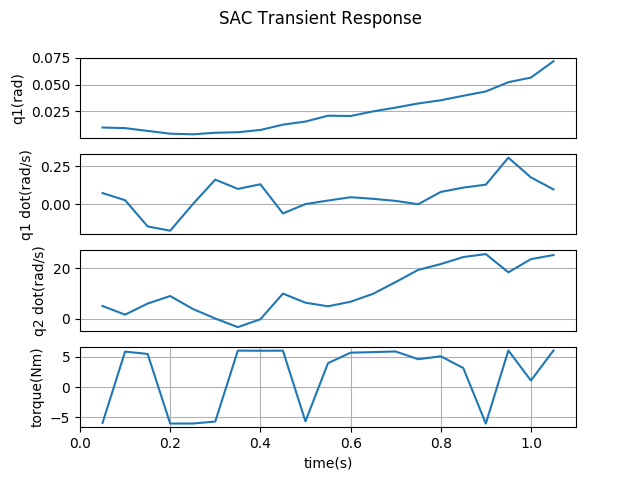 SAC Transient Response
0.075
0.050
0.025
q1(rad)
0.25
0.00
q1 dot(rad/s)
20
0
q2 dot(rad/s)
5
0
−5
torque(Nm)
0.0 0.2 0.4 0.6 0.8 1.0
time(s)